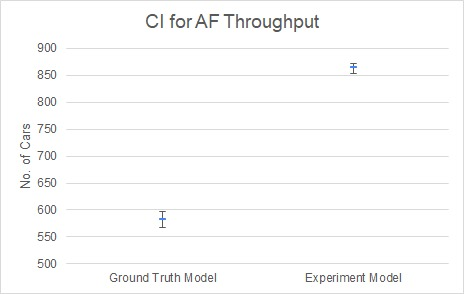 CI for AF Throughput
No. of Cars
900
850
800
750
700
650
600
550
500
Ground Truth Model
Experiment Model